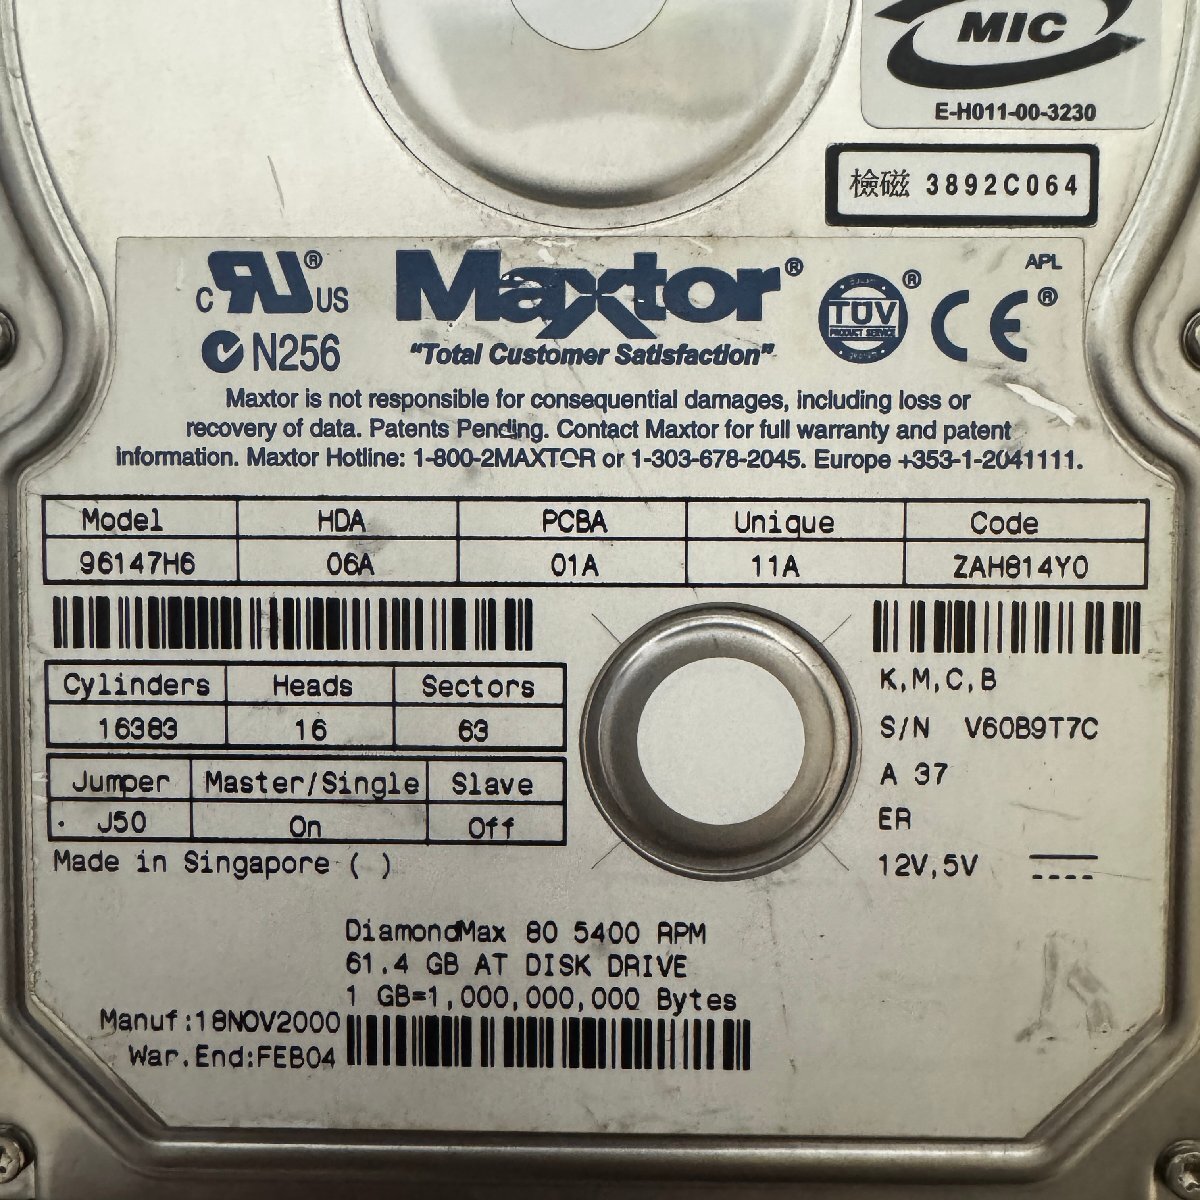 MIC
E-H011-00-3230
檢磁 3892C064
APL
c RU ® US Maxtor® TÜV PRODUCT SERVICE ® CE ®
N256 "Total Customer Satisfaction"
Maxtor is not responsible for consequential damages, including loss or
recovery of data. Patents Pending. Contact Maxtor for full warranty and patent
information. Maxtor Hotline: 1-800-2MAXTOR or 1-303-678-2045. Europe +353-1-2041111.
Model HDA PCBA Unique Code
96147H6 06A 01A 11A ZAH814Y0
Cylinders Heads Sectors
16383 16 63
Jumper Master/Single Slave
J50 On Off
Made in Singapore ( )
K,M,C,B
S/N V60B9T7C
A 37
ER
12V,5V
DiamondMax 80 5400 RPM
61.4 GB AT DISK DRIVE
1 GB=1,000,000,000 Bytes
Manuf:18NOV2000
War.End:FEB04